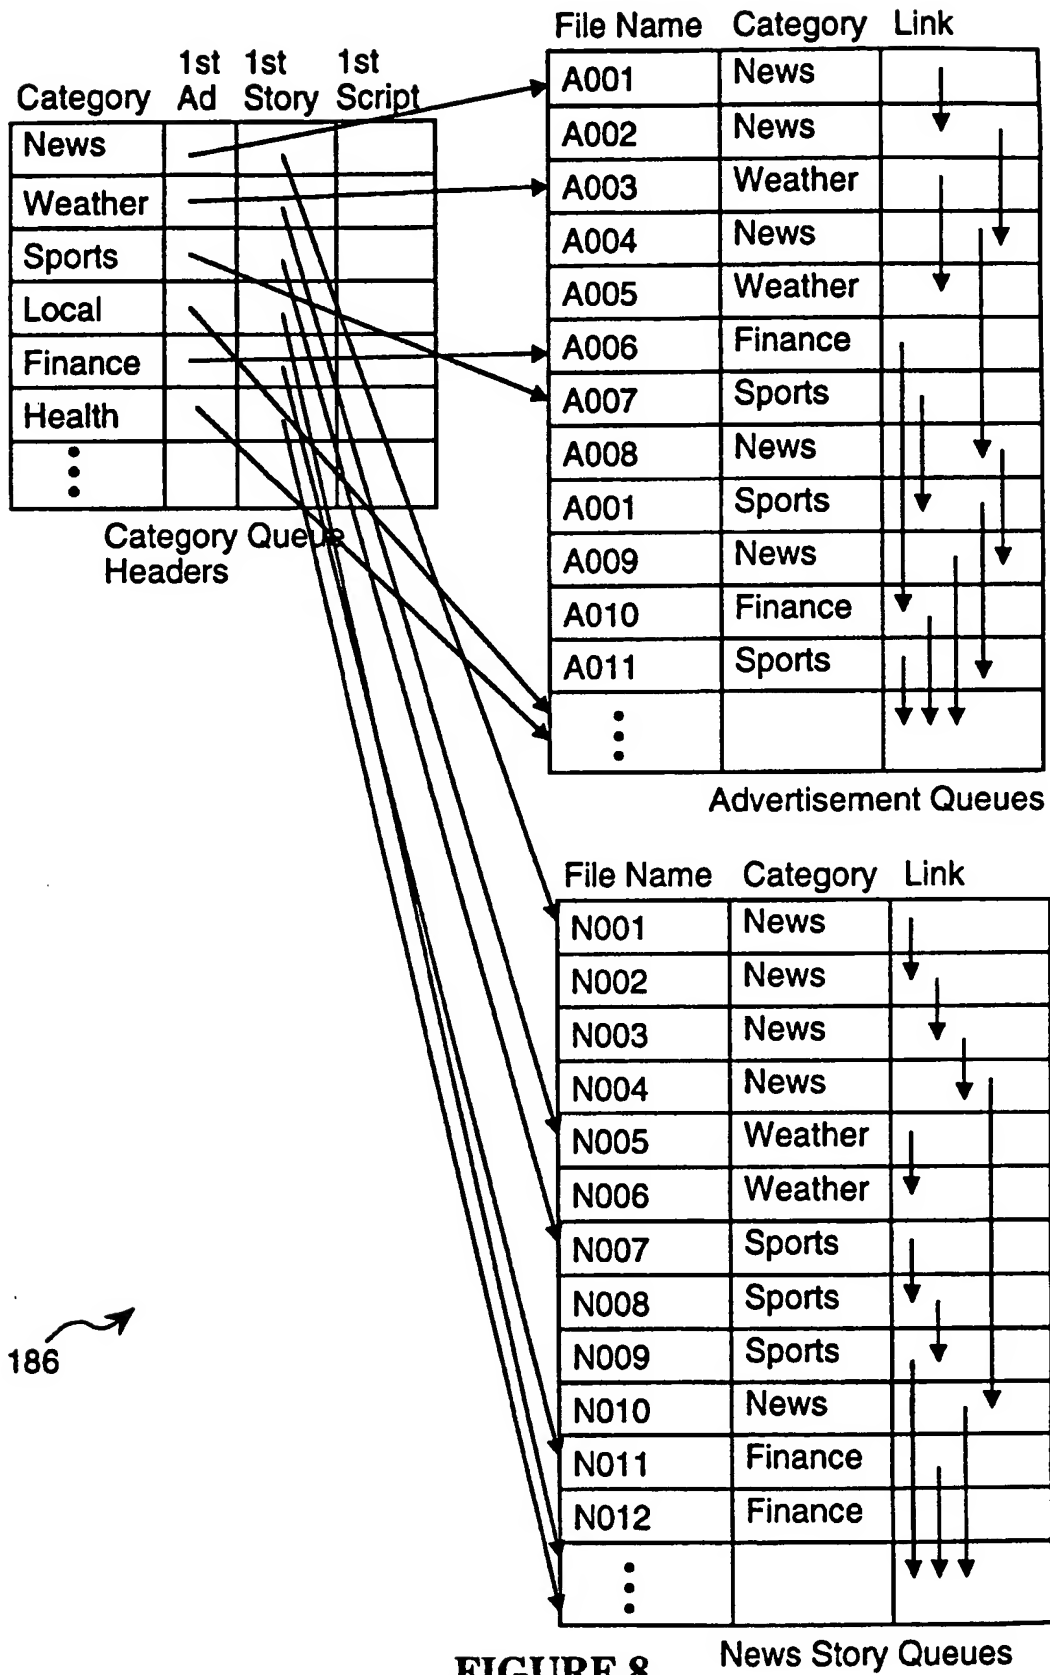 1st 1st 1st
Category Ad Story Script
News
Weather
Sports
Local
Finance
Health
Category Queue
Headers
File Name Category Link
A001 News
A002 News
A003 Weather
A004 News
A005 Weather
A006 Finance
A007 Sports
A008 News
A001 Sports
A009 News
A010 Finance
A011 Sports
Advertisement Queues
File Name Category Link
N001 News
N002 News
N003 News
N004 News
N005 Weather
N006 Weather
N007 Sports
N008 Sports
N009 Sports
N010 News
N011 Finance
N012 Finance
News Story Queues
186
FIGURE 8